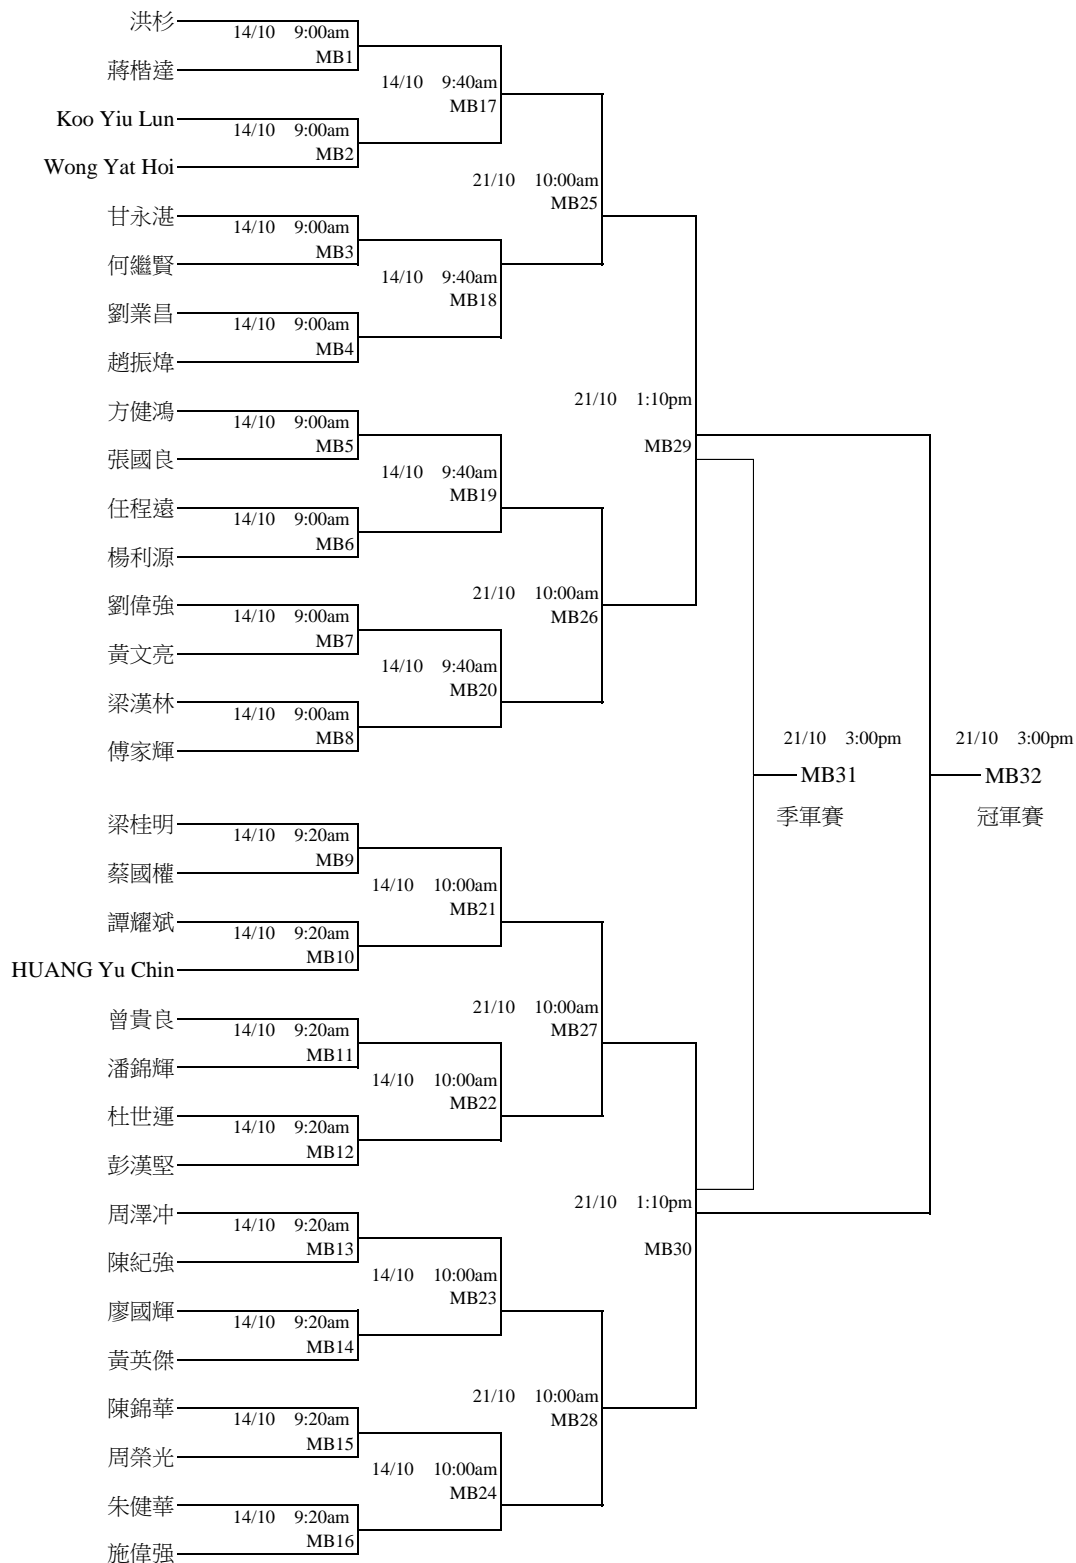 洪杉
14/10 9:00am
MB1
蔣楷達
14/10 9:40am
MB17
Koo Yiu Lun
14/10 9:00am
MB2
Wong Yat Hoi
21/10 10:00am
MB25
甘永湛
14/10 9:00am
MB3
何繼賢
14/10 9:40am
MB18
劉業昌
14/10 9:00am
MB4
趙振煒
21/10 1:10pm
MB29
方健鴻
14/10 9:00am
MB5
張國良
14/10 9:40am
MB19
任程遠
14/10 9:00am
MB6
楊利源
21/10 10:00am
MB26
劉偉強
14/10 9:00am
MB7
黃文亮
14/10 9:40am
MB20
梁漢林
14/10 9:00am
MB8
傅家輝
21/10 3:00pm
MB31
季軍賽
21/10 3:00pm
MB32
冠軍賽
梁桂明
14/10 9:20am
MB9
蔡國權
14/10 10:00am
MB21
譚耀斌
14/10 9:20am
MB10
HUANG Yu Chin
21/10 10:00am
MB27
曾貴良
14/10 9:20am
MB11
潘錦輝
14/10 10:00am
MB22
杜世運
14/10 9:20am
MB12
彭漢堅
21/10 1:10pm
MB30
周澤冲
14/10 9:20am
MB13
陳紀強
14/10 10:00am
MB23
廖國輝
14/10 9:20am
MB14
黃英傑
21/10 10:00am
MB28
陳錦華
14/10 9:20am
MB15
周榮光
14/10 10:00am
MB24
朱健華
14/10 9:20am
MB16
施偉强